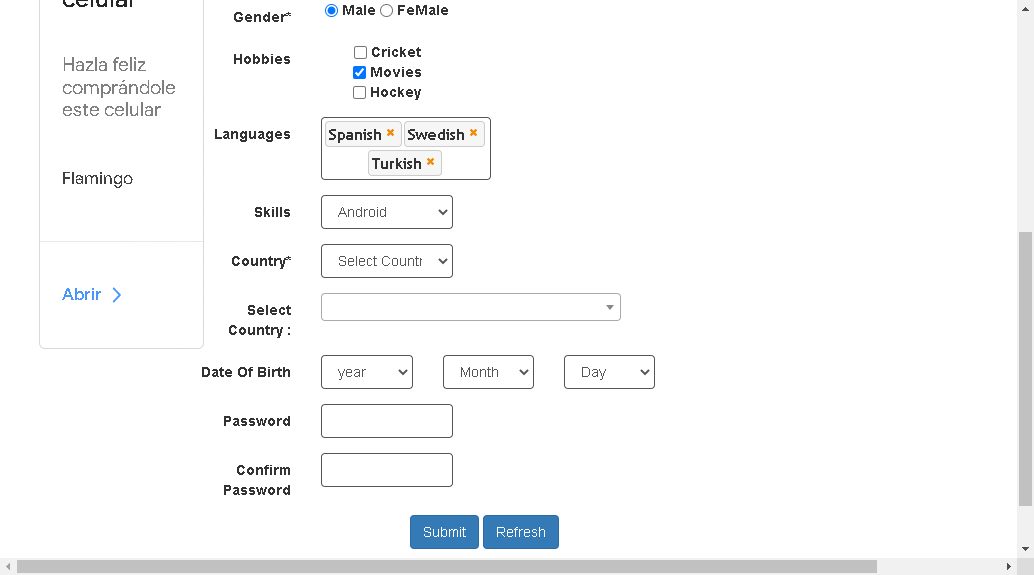 celular
Hazla feliz
comprándole
este celular
Flamingo
Abrir
Gender* Male FeMale
Hobbies Cricket
Movies
Hockey
Languages Spanish Swedish
Turkish
Skills Android
Country* Select Countr
Select
Country :
Date Of Birth year Month Day
Password
Confirm
Password
Submit Refresh